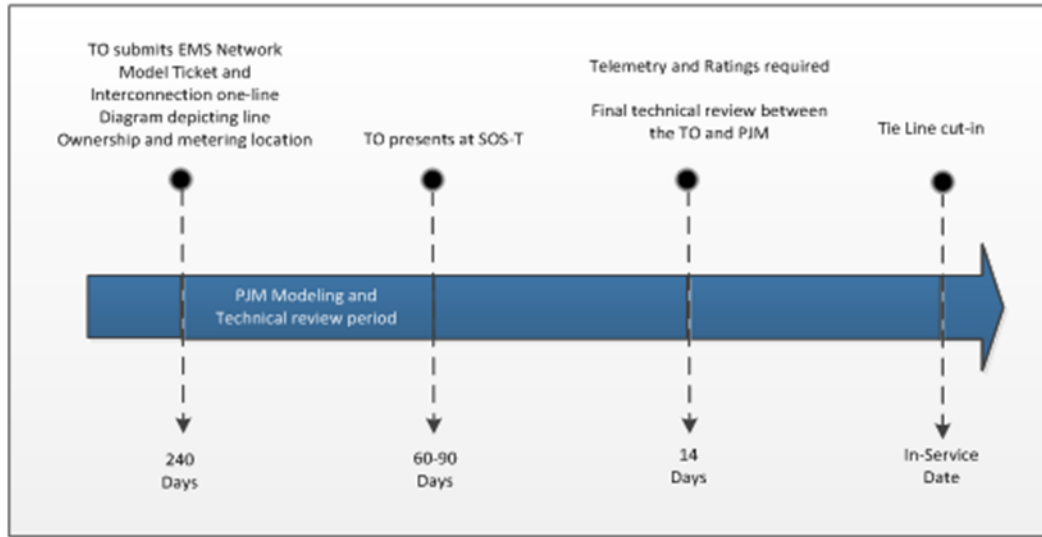 TO submits EMS Network
Model Ticket and
Interconnection one-line
Diagram depicting line
Ownership and metering location
TO presents at SOS-T
Telemetry and Ratings required
Final technical review between
the TO and PJM
Tie Line cut-in
PJM Modeling and
Technical review period
240
Days
60-90
Days
14
Days
In-Service
Date